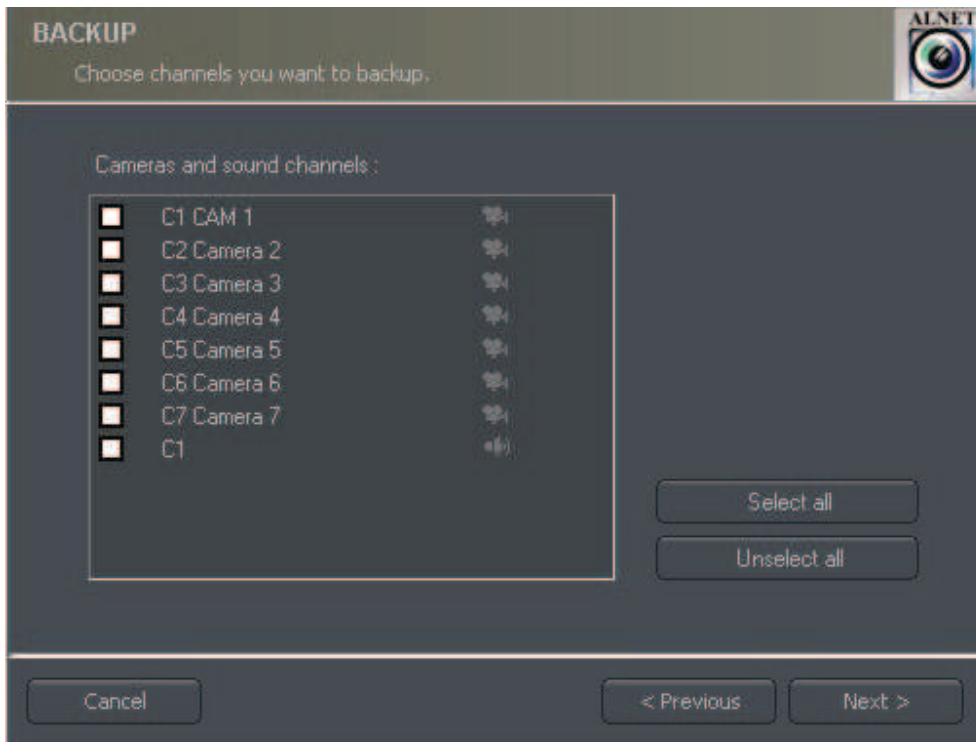 BACKUP
ALNET
Choose channels you want to backup.
Cameras and sound channels :
C1 CAM 1
C2 Camera 2
C3 Camera 3
C4 Camera 4
C5 Camera 5
C6 Camera 6
C7 Camera 7
C1
Select all
Unselect all
Cancel
< Previous
Next >